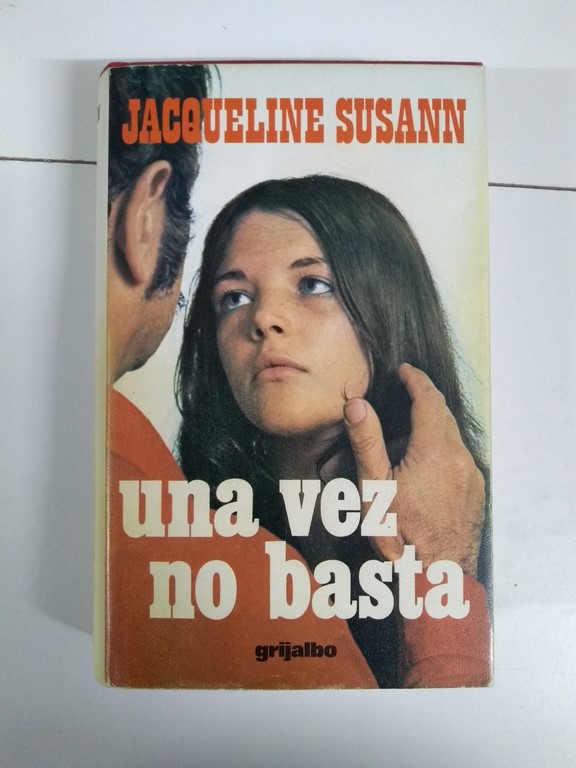 JACQUELINE SUSANN
una vez
no basta
grijalbo